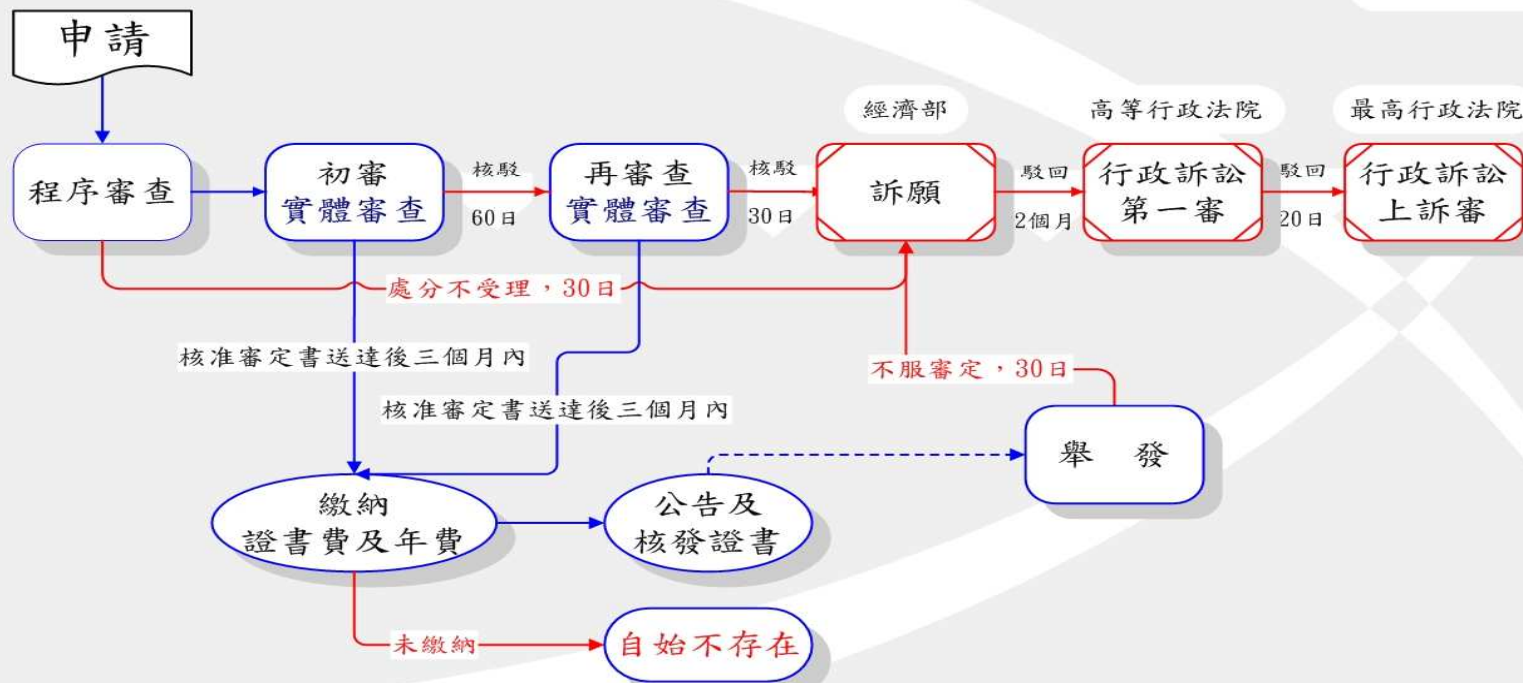 申請
經濟部
高等行政法院
最高行政法院
程序審查
初審
實體審查
核駁
60日
再審查
實體審查
核駁
30日
訴願
駁回
2個月
行政訴訟
第一審
駁回
20日
行政訴訟
上訴審
處分不受理，30日
核准審定書送達後三個月內
不服審定，30日
核准審定書送達後三個月內
舉 發
繳納
證書費及年費
公告及
核發證書
未繳納
自始不存在